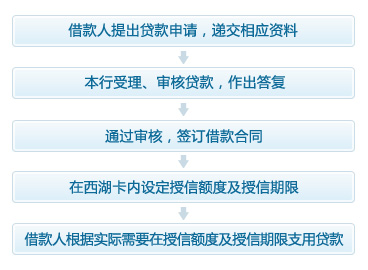 借款人提出贷款申请，递交相应资料
本行受理、审核贷款，作出答复
通过审核，签订借款合同
在西湖卡内设定授信额度及授信期限
借款人根据实际需要在授信额度及授信期限支用贷款